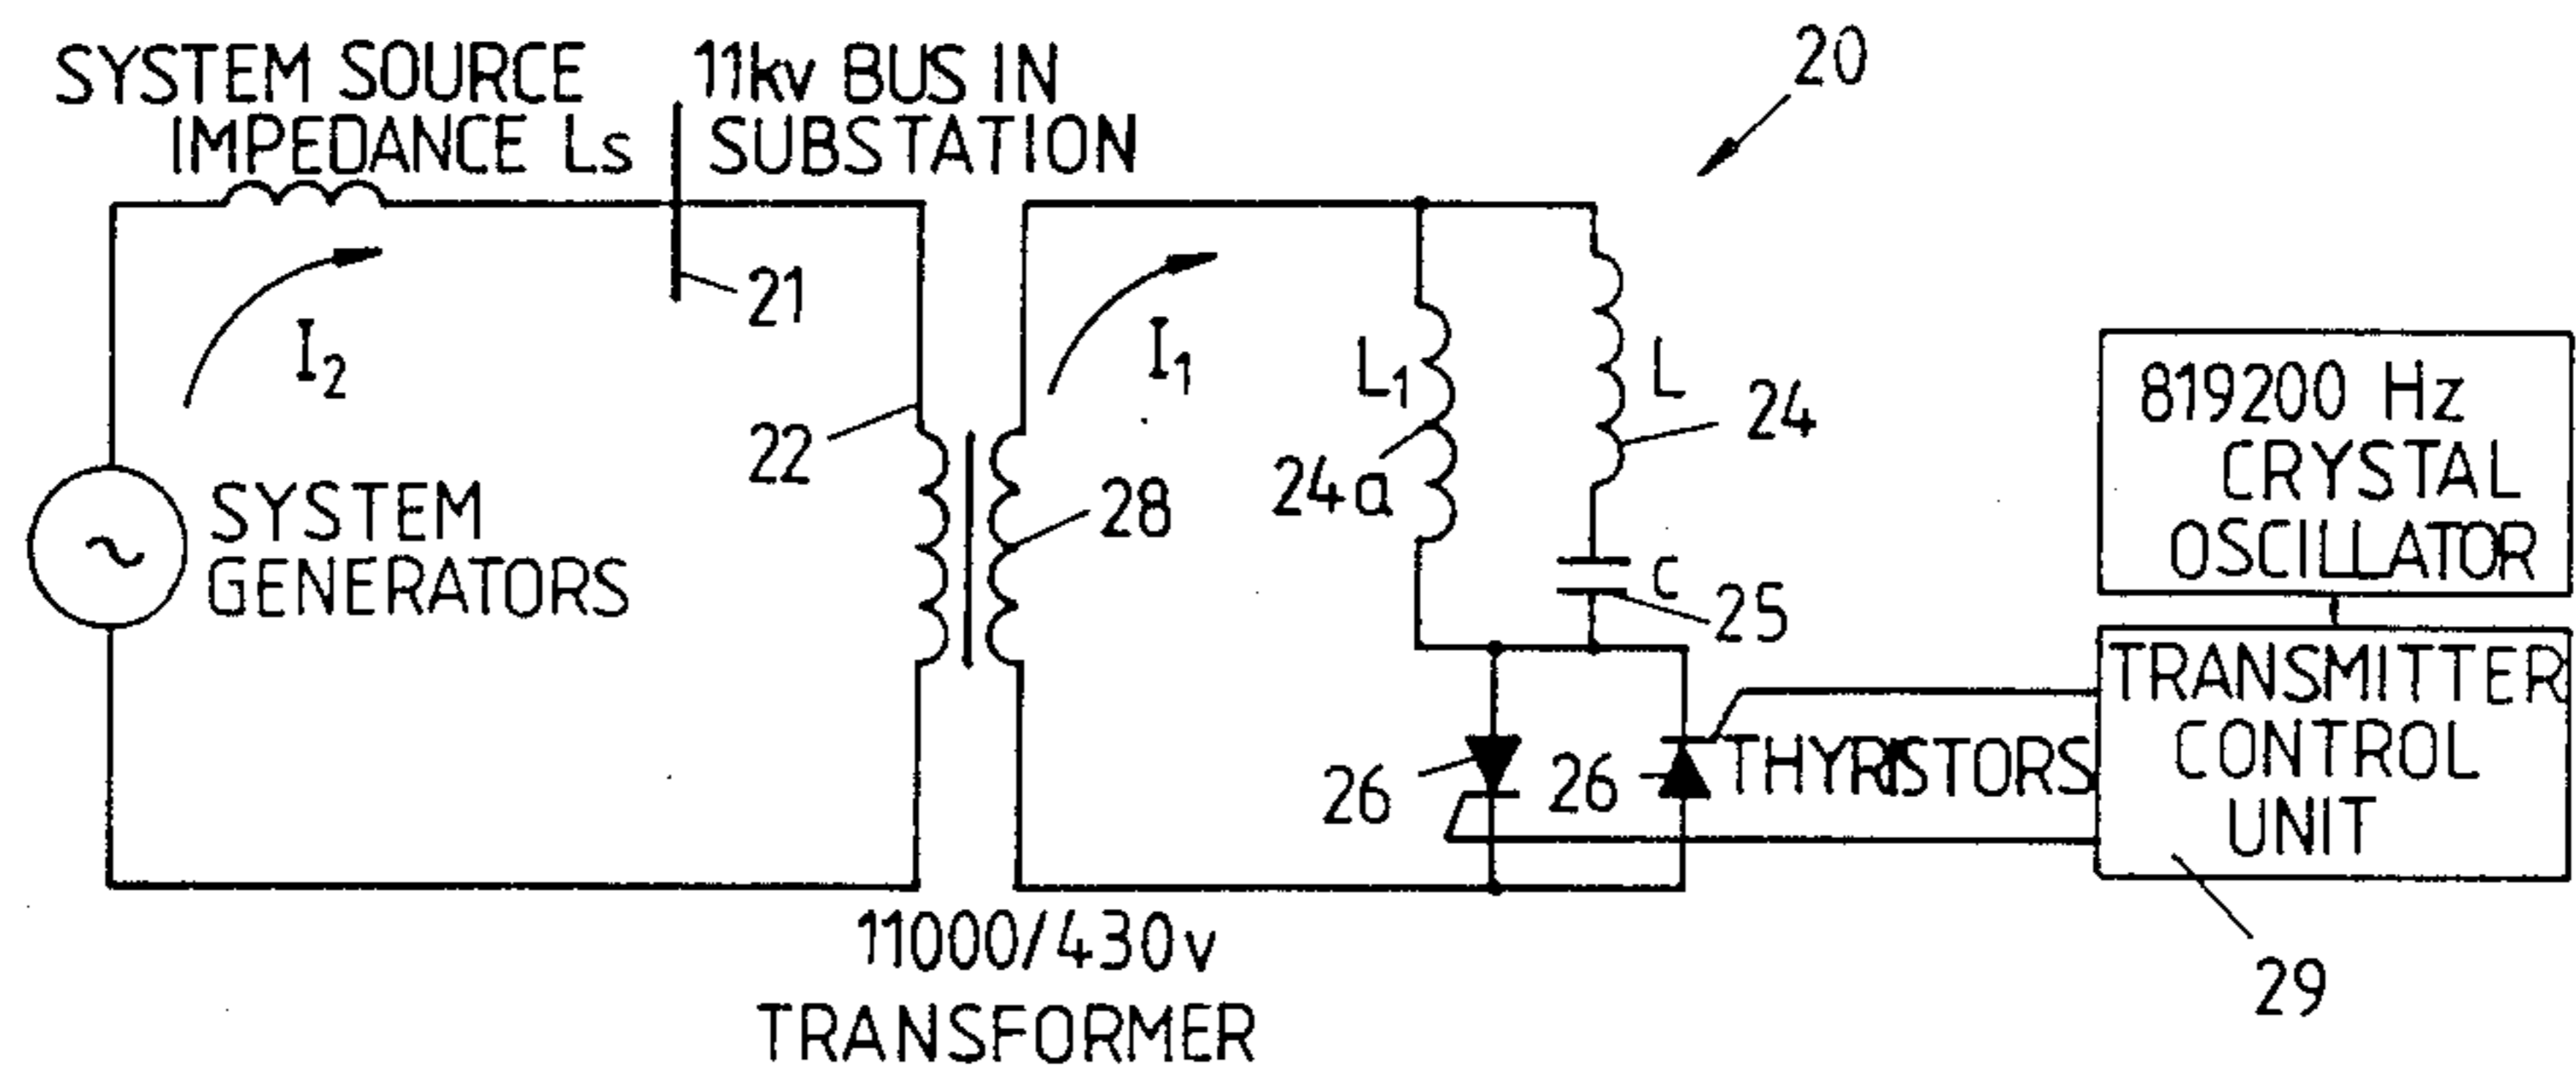 20
SYSTEM SOURCE
IMPEDANCE Ls
11kv BUS IN
SUBSTATION
21
I2
I1
L1
L
24
22
24a
28
SYSTEM
GENERATORS
C
25
819200 Hz
CRYSTAL
OSCILLATOR
26
26
THYRISTORS
TRANSMITTER
CONTROL
UNIT
29
11000/430v
TRANSFORMER